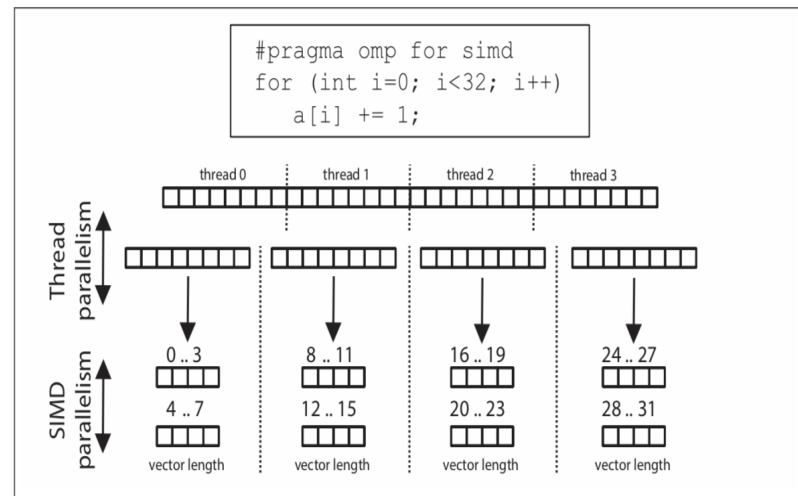 #pragma omp for simd
for (int i=0; i<32; i++)
a[i] += 1;
thread 0 thread 1 thread 2 thread 3
Thread
parallelism
SIMD
parallelism
0 .. 3 8 .. 11 16 .. 19 24 .. 27
4 .. 7 12 .. 15 20 .. 23 28 .. 31
vector length vector length vector length vector length